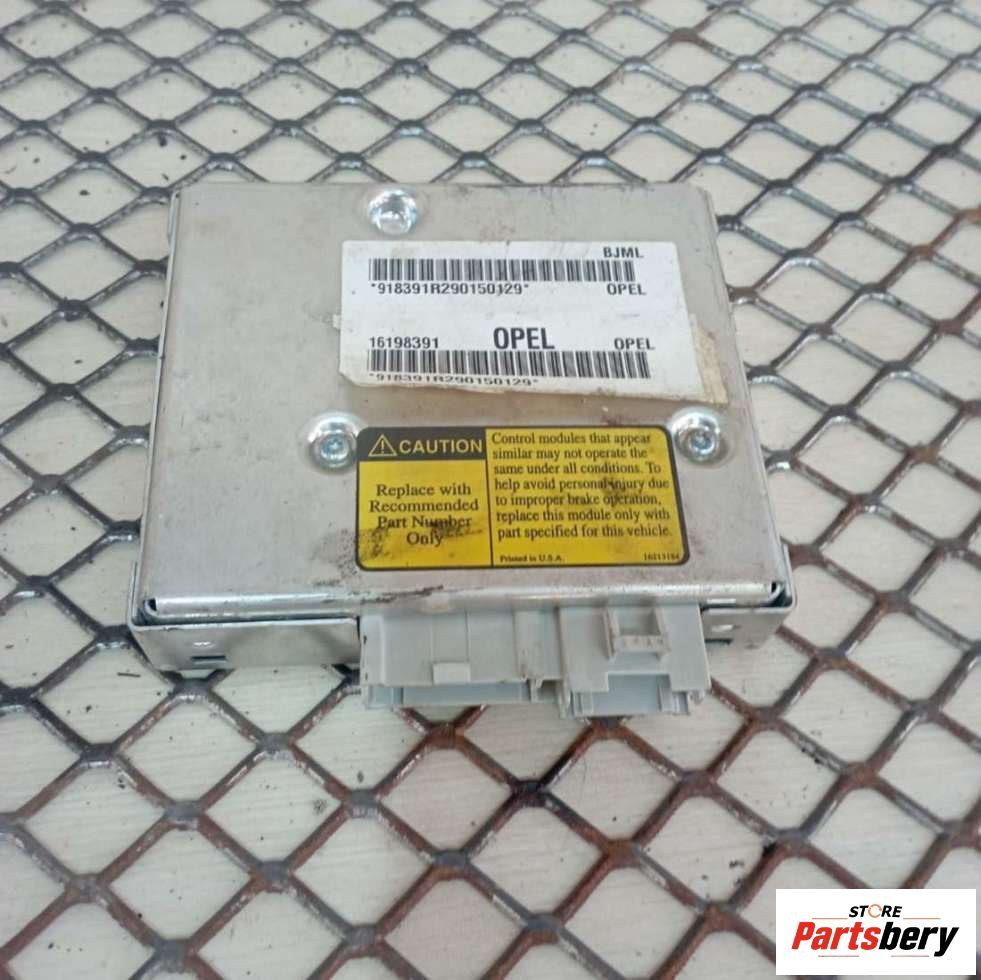 BJML
*918391R290150129* OPEL
16198391 OPEL OPEL
*918391R290150129*
CAUTION
Replace with
Recommended
Part Number
Only
Control modules that appear
similar may not operate the
same under all conditions. To
help avoid personal injury due
to improper brake operation,
replace this module only with
part specified for this vehicle.
Printed in U.S.A. 16213184
STORE
Partsbery